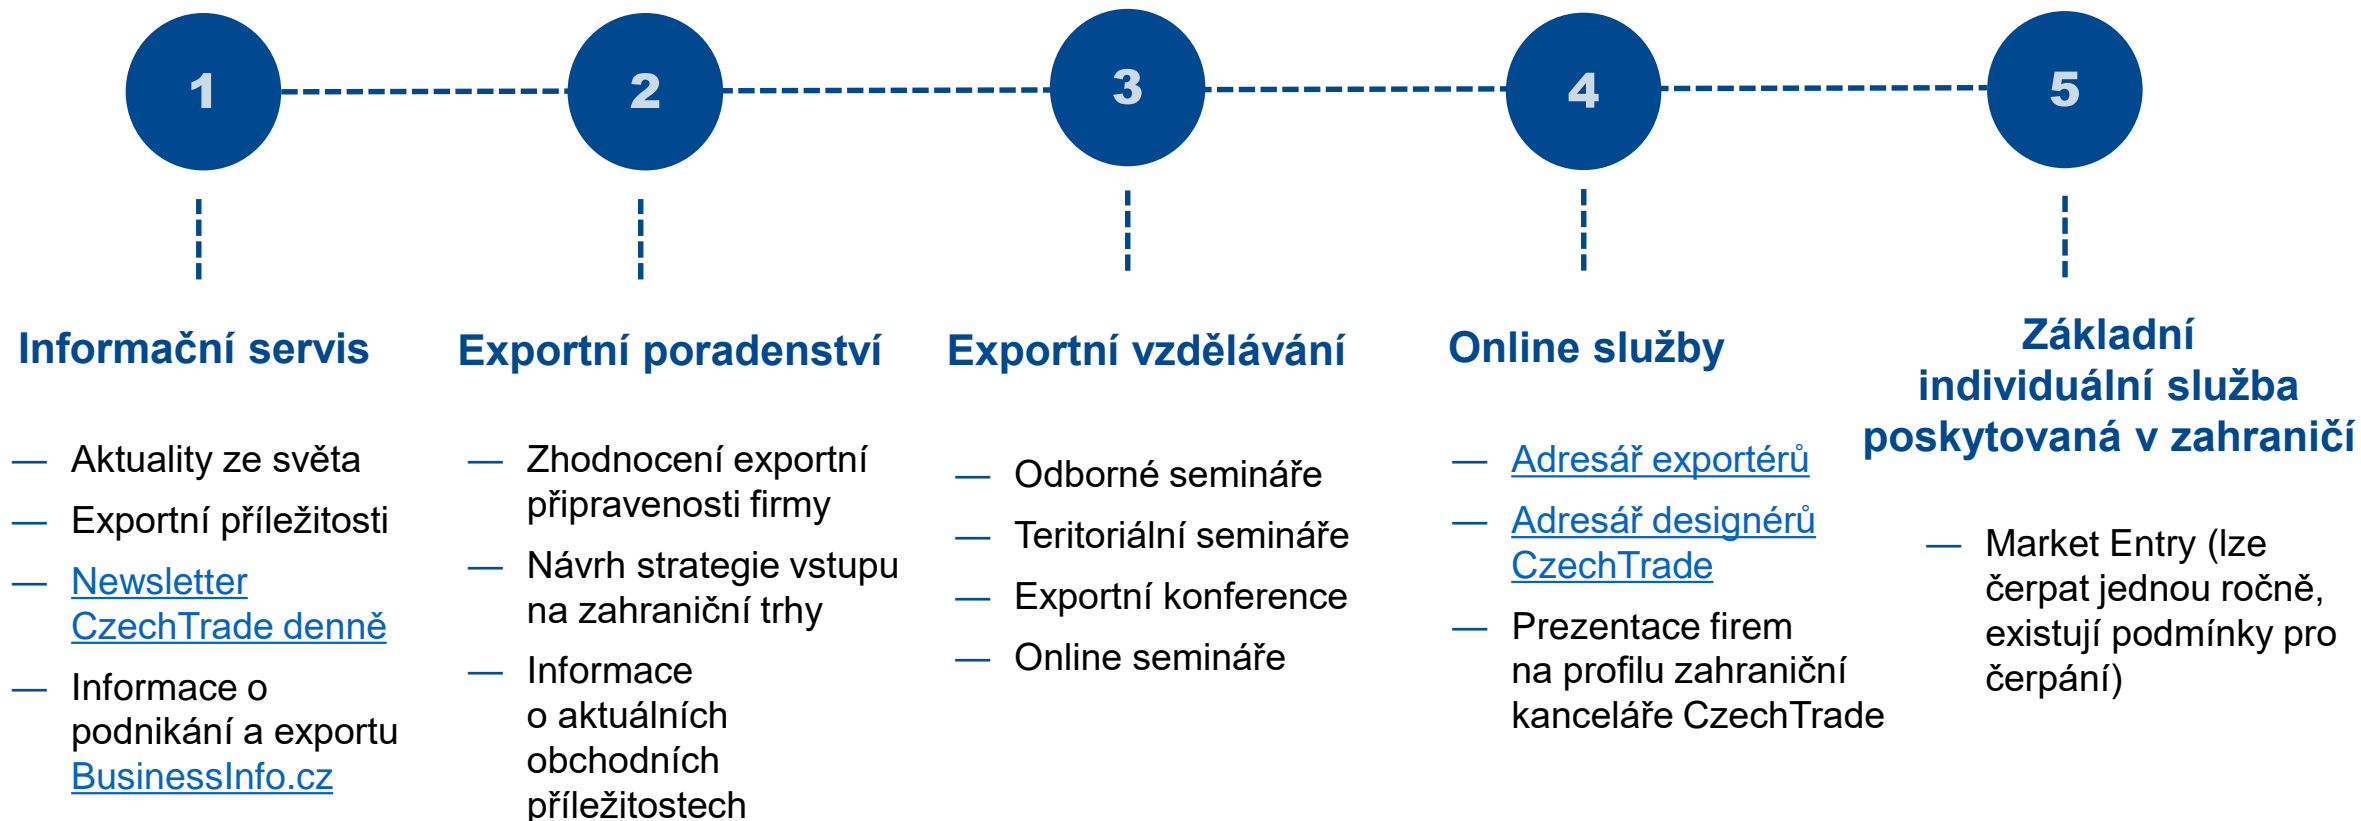 1
2
3
4
5
Informační servis
— Aktuality ze světa
— Exportní příležitosti
— Newsletter
CzechTrade denně
— Informace o
podnikání a exportu
BusinessInfo.cz
Exportní poradenství
— Zhodnocení exportní
připravenosti firmy
— Návrh strategie vstupu
na zahraniční trhy
— Informace
o aktuálních
obchodních
příležitostech
Exportní vzdělávání
— Odborné semináře
— Teritoriální semináře
— Exportní konference
— Online semináře
Online služby
— Adresář exportérů
— Adresář designérů
CzechTrade
— Prezentace firem
na profilu zahraniční
kanceláře CzechTrade
Základní
individuální služba
poskytovaná v zahraničí
— Market Entry (lze
čerpat jednou ročně,
existují podmínky pro
čerpání)